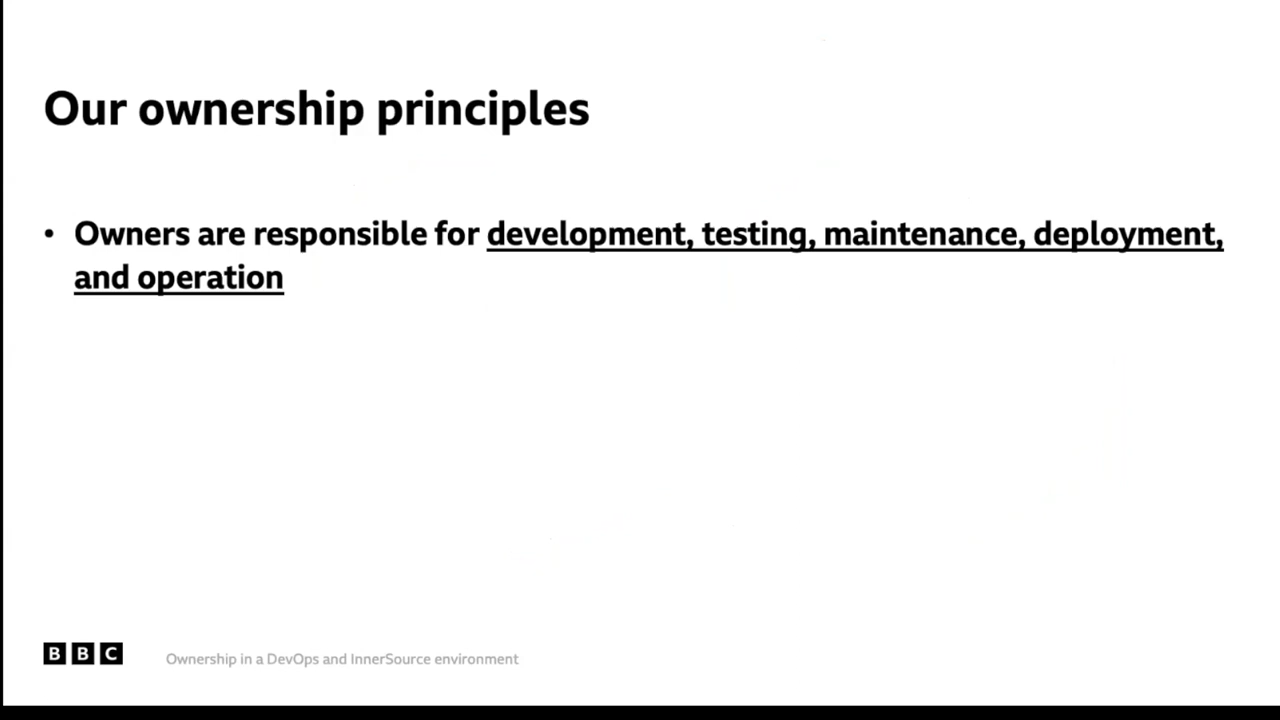 Our ownership principles
• Owners are responsible for development, testing, maintenance, deployment,
and operation
BBC
Ownership in a DevOps and InnerSource environment